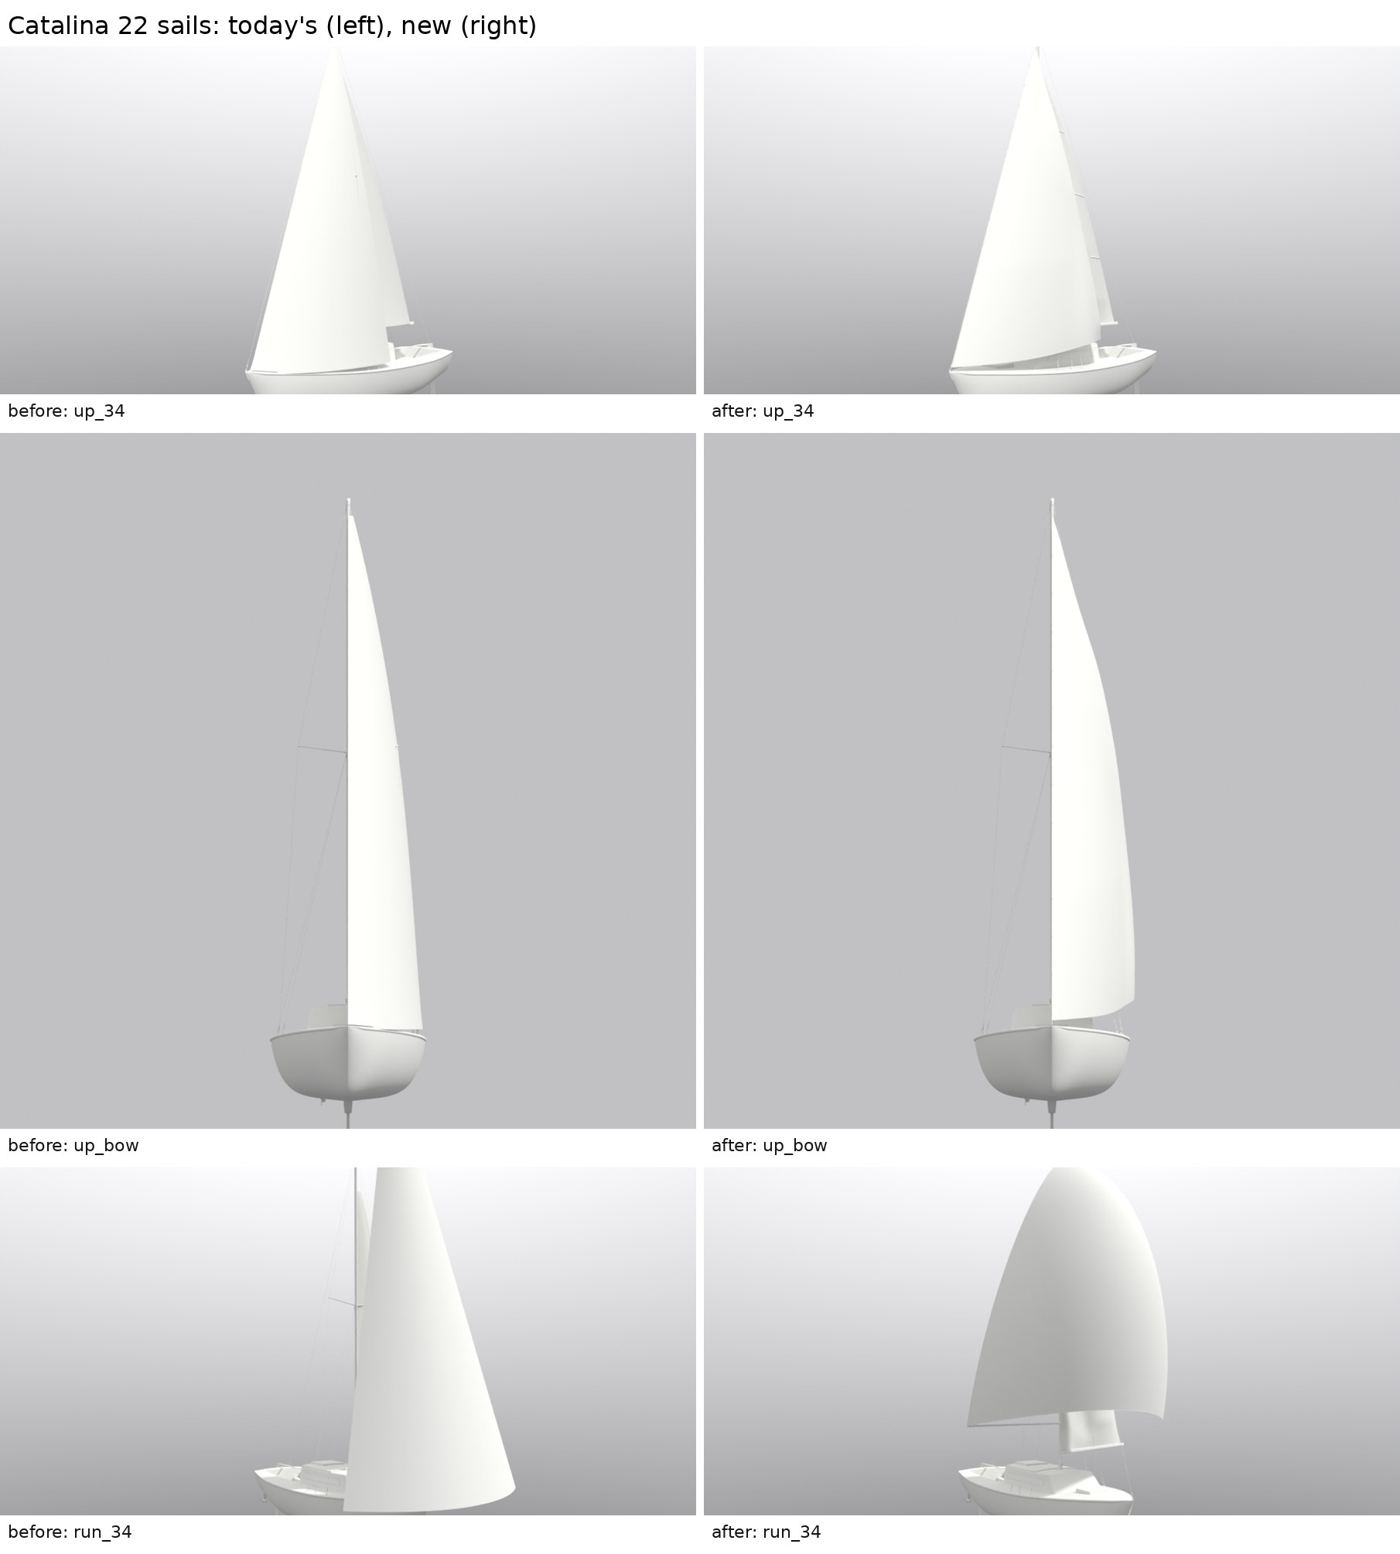 Catalina 22 sails: today's (left), new (right)
before: up_34
after: up_34
before: up_bow
after: up_bow
before: run_34
after: run_34